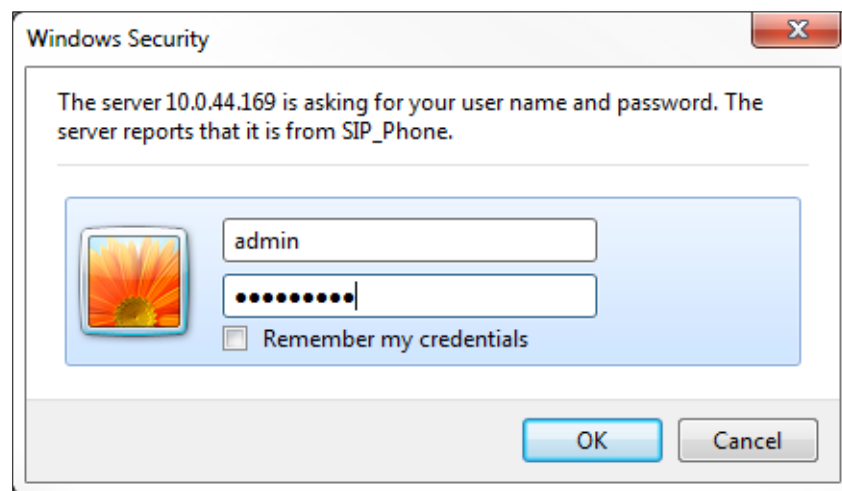 Windows Security
The server 10.0.44.169 is asking for your user name and password. The
server reports that it is from SIP_Phone.
admin
●●●●●●●●●
Remember my credentials
OK
Cancel